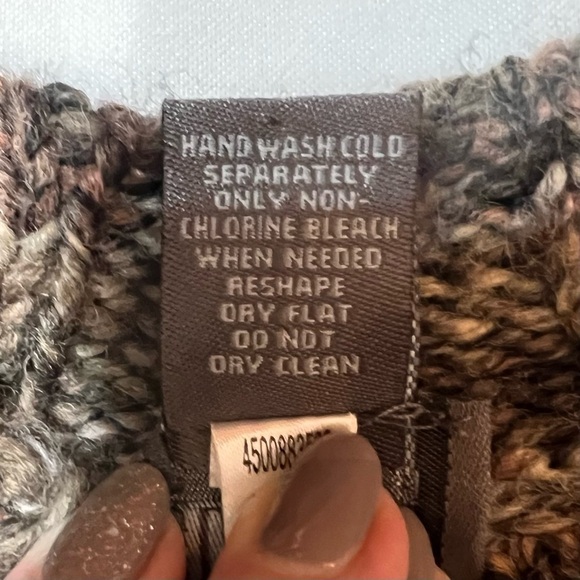 HAND WASH COLD
SEPARATELY
ONLY NON-
CHLORINE BLEACH
WHEN NEEDED
RESHAPE
DRY FLAT
DO NOT
DRY CLEAN